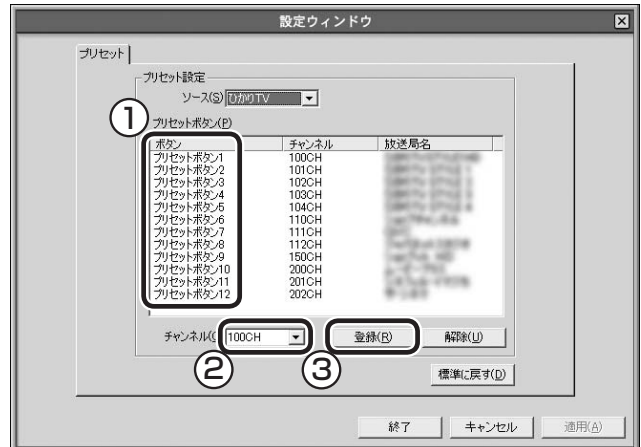 設定ウィンドウ
プリセット
プリセット設定
ソース(S) ひかりTV
① プリセットボタン(P)
ボタン チャンネル 放送局名
プリセットボタン1 100CH
プリセットボタン2 101CH
プリセットボタン3 102CH
プリセットボタン4 103CH
プリセットボタン5 104CH
プリセットボタン6 110CH
プリセットボタン7 111CH
プリセットボタン8 112CH
プリセットボタン9 150CH
プリセットボタン10 200CH
プリセットボタン11 201CH
プリセットボタン12 202CH
チャンネル( 100CH 登録(R) 解除(U)
② ③
標準に戻す(D)
終了 キャンセル 適用(A)